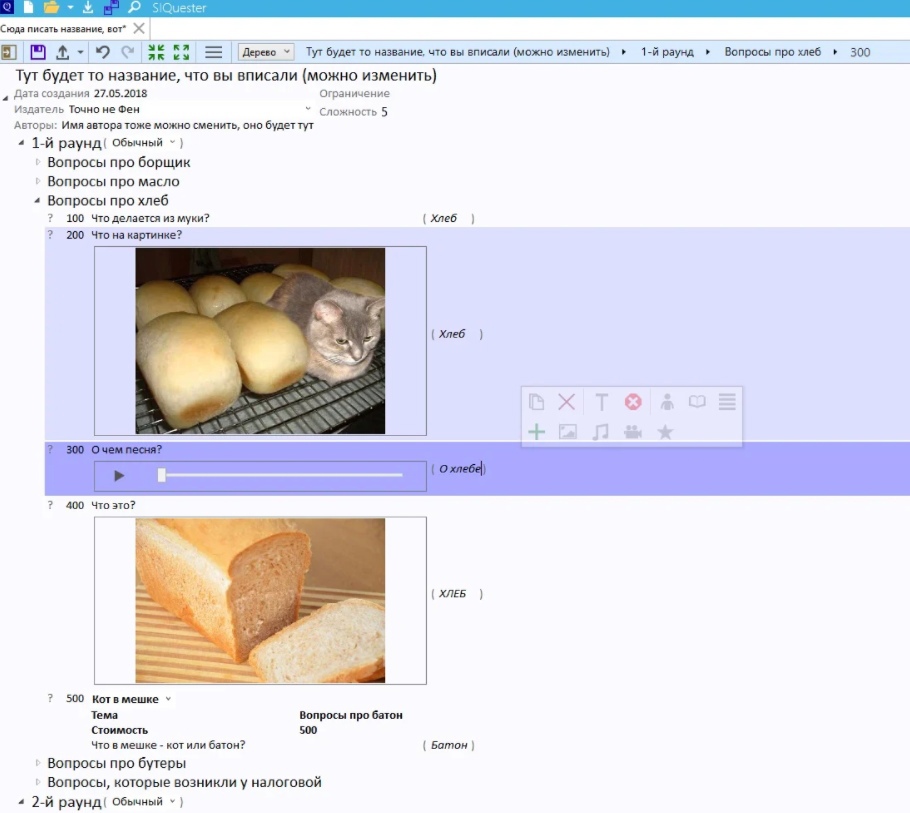 SIQuester
Сюда писать название, вот*
Дерево Тут будет то название, что вы вписали (можно изменить) 1-й раунд Вопросы про хлеб 300
Тут будет то название, что вы вписали (можно изменить)
Дата создания 27.05.2018 Ограничение
Издатель Точно не Фен Сложность 5
Авторы: Имя автора тоже можно сменить, оно будет тут
1-й раунд ( Обычный )
Вопросы про борщик
Вопросы про масло
Вопросы про хлеб
? 100 Что делается из муки? ( Хлеб )
? 200 Что на картинке?
( Хлеб )
? 300 О чем песня?
( О хлебе )
? 400 Что это?
( ХЛЕБ )
? 500 Кот в мешке
Тема Вопросы про батон
Стоимость 500
Что в мешке - кот или батон? ( Батон )
Вопросы про бутеры
Вопросы, которые возникли у налоговой
2-й раунд ( Обычный )